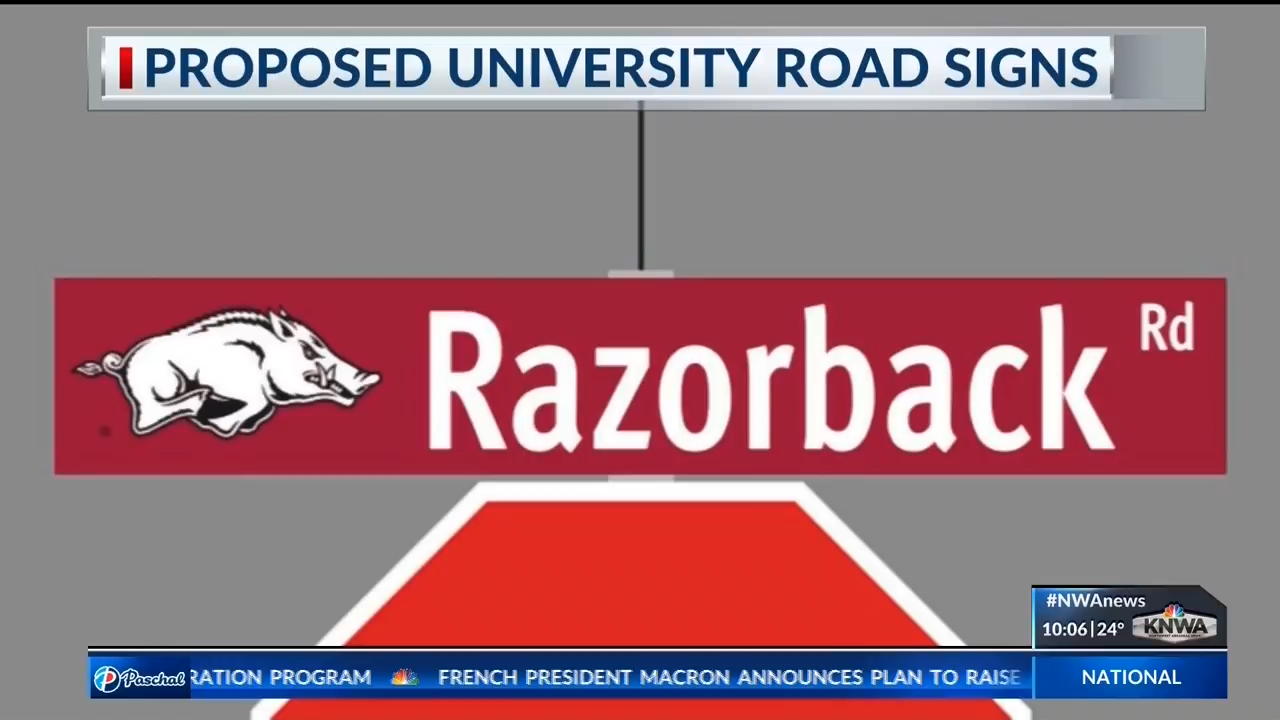 PROPOSED UNIVERSITY ROAD SIGNS
Razorback Rd
#NWAnews
10:06|24° KNWA
Paschal RATION PROGRAM FRENCH PRESIDENT MACRON ANNOUNCES PLAN TO RAISE NATIONAL